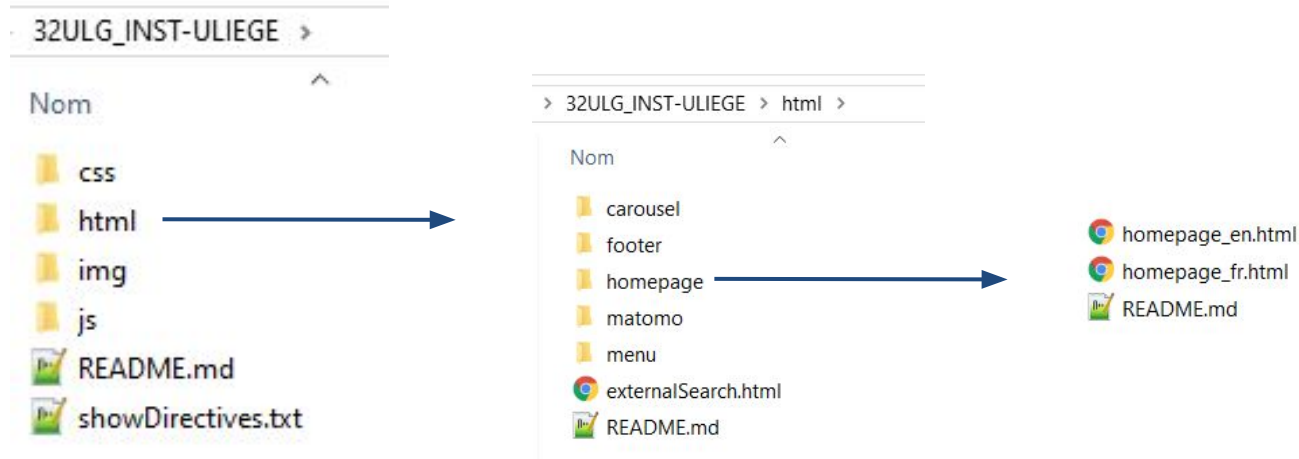 32ULG_INST-ULIEGE >
Nom
css
html
img
js
README.md
showDirectives.txt
> 32ULG_INST-ULIEGE > html >
Nom
carousel
footer
homepage
matomo
menu
externalSearch.html
README.md
homepage_en.html
homepage_fr.html
README.md